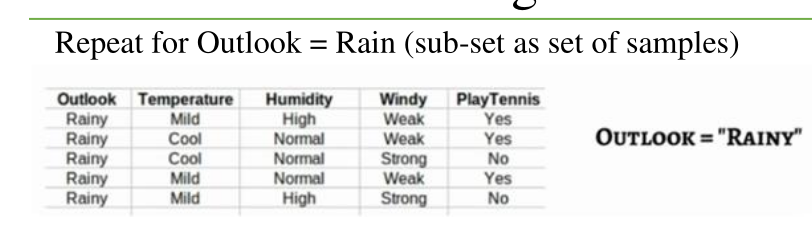 Repeat for Outlook = Rain (sub-set as set of samples)
Outlook Temperature Humidity Windy PlayTennis
Rainy Mild High Weak Yes
Rainy Cool Normal Weak Yes
Rainy Cool Normal Strong No
Rainy Mild Normal Weak Yes
Rainy Mild High Strong No
OUTLOOK = "RAINY"